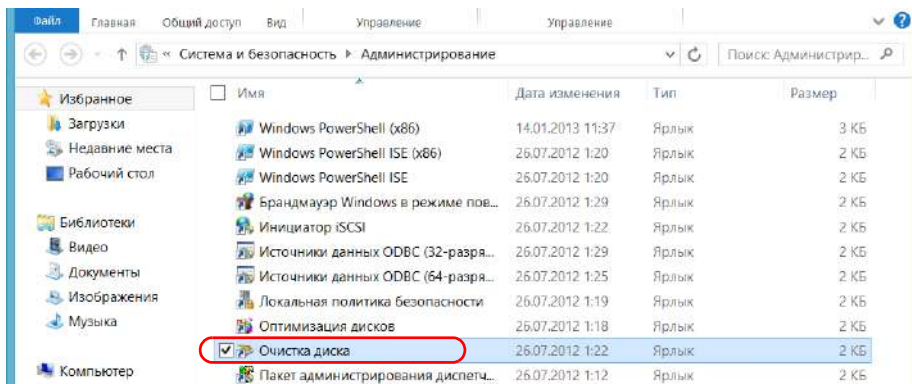 Файл Главная Общий доступ Вид Управление Управление
« Система и безопасность Администрирование Поиск: Администрир...
Избранное
Загрузки
Недавние места
Рабочий стол
Библиотеки
Видео
Документы
Изображения
Музыка
Компьютер
Имя Дата изменения Тип Размер
Windows PowerShell (x86) 14.01.2013 11:37 Ярлык 3 КБ
Windows PowerShell ISE (x86) 26.07.2012 1:20 Ярлык 2 КБ
Windows PowerShell ISE 26.07.2012 1:20 Ярлык 2 КБ
Брандмауэр Windows в режиме пов... 26.07.2012 1:29 Ярлык 2 КБ
Инициатор iSCSI 26.07.2012 1:22 Ярлык 2 КБ
Источники данных ODBC (32-разря... 26.07.2012 1:29 Ярлык 2 КБ
Источники данных ODBC (64-разря... 26.07.2012 1:25 Ярлык 2 КБ
Локальная политика безопасности 26.07.2012 1:19 Ярлык 2 КБ
Оптимизация дисков 26.07.2012 1:18 Ярлык 2 КБ
Очистка диска 26.07.2012 1:22 Ярлык 2 КБ
Пакет администрирования диспетч... 26.07.2012 1:12 Ярлык 2 КБ